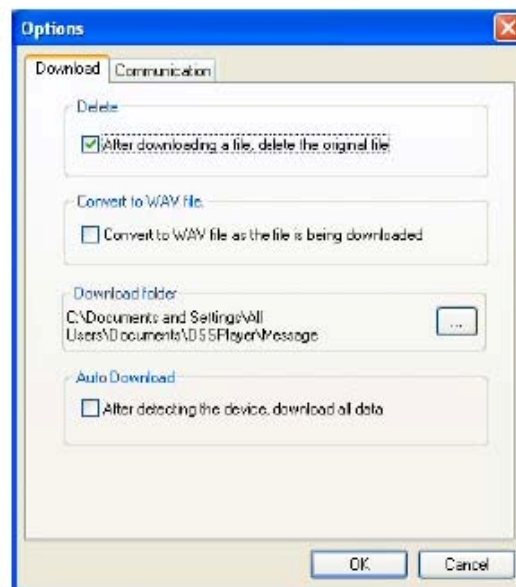 Options
Download
Communication
Delete
After downloading a file, delete the original file
Convert to WAV file.
Convert to WAV file as the file is being downloaded
Download folder
C:\Documents and Settings\All
Users\Documents\DSSPlayer\Message
...
Auto Download
After detecting the device, download all data
OK
Cancel